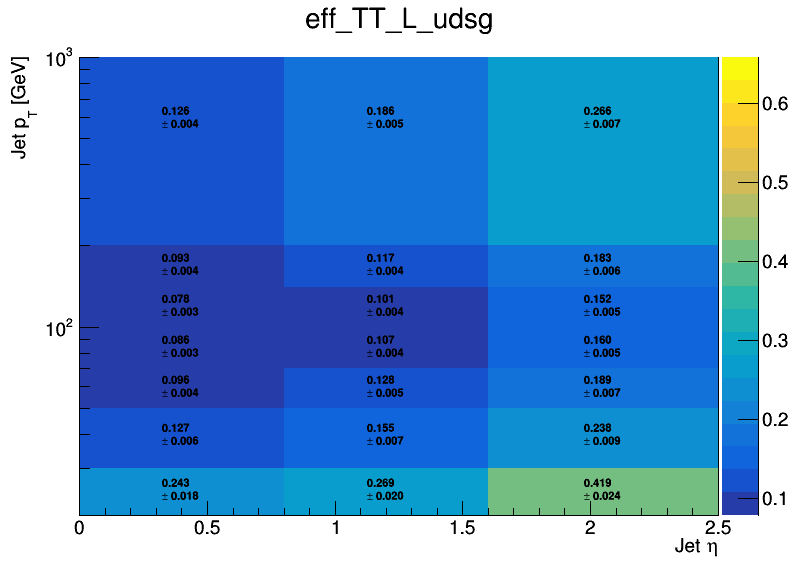 eff_TT_L_udsg
Jet p_T [GeV]
10^3
10^2
0.126 0.186 0.266
± 0.004 ± 0.005 ± 0.007
0.093 0.117 0.183
± 0.004 ± 0.004 ± 0.006
0.078 0.101 0.152
± 0.003 ± 0.004 ± 0.005
0.086 0.107 0.160
± 0.003 ± 0.004 ± 0.005
0.096 0.128 0.189
± 0.004 ± 0.005 ± 0.007
0.127 0.155 0.238
± 0.006 ± 0.007 ± 0.009
0.243 0.269 0.419
± 0.018 ± 0.020 ± 0.024
0 0.5 1 1.5 2 2.5
Jet η
0.6
0.5
0.4
0.3
0.2
0.1